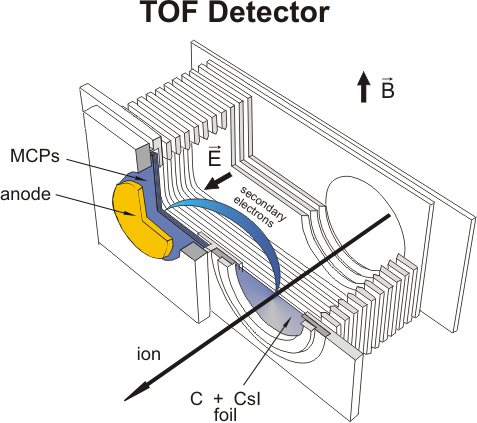 TOF Detector
B
MCPs
E
anode
secondary
electrons
ion
C + CsI
foil